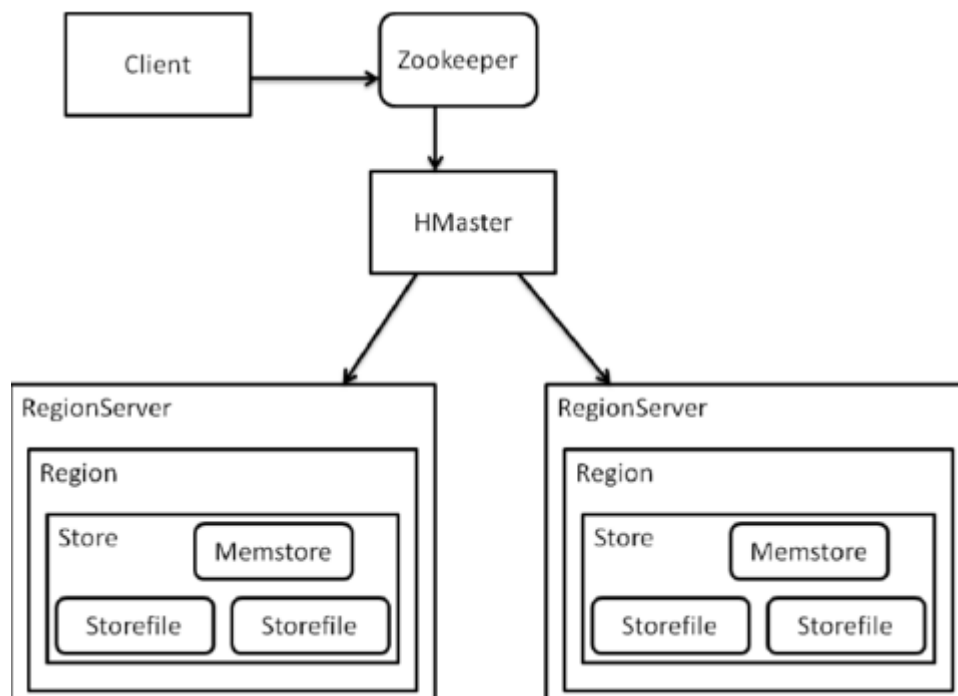 Client
Zookeeper
HMaster
RegionServer
Region
Store
Memstore
Storefile
Storefile
RegionServer
Region
Store
Memstore
Storefile
Storefile